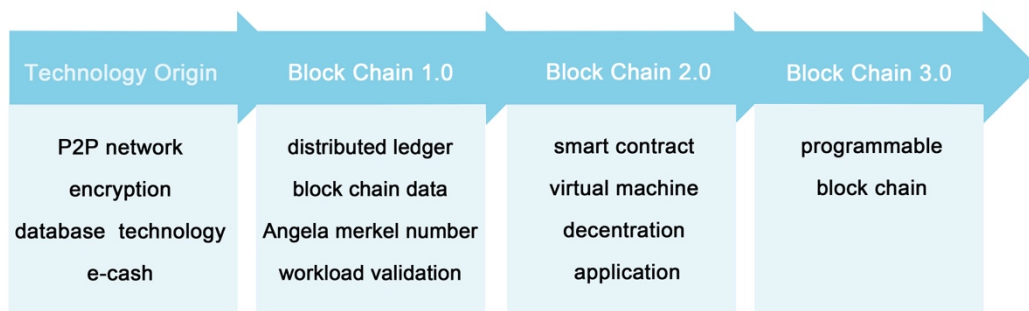 Technology Origin
Block Chain 1.0
Block Chain 2.0
Block Chain 3.0
P2P network
encryption
database technology
e-cash
distributed ledger
block chain data
Angela merkel number
workload validation
smart contract
virtual machine
decentration
application
programmable
block chain